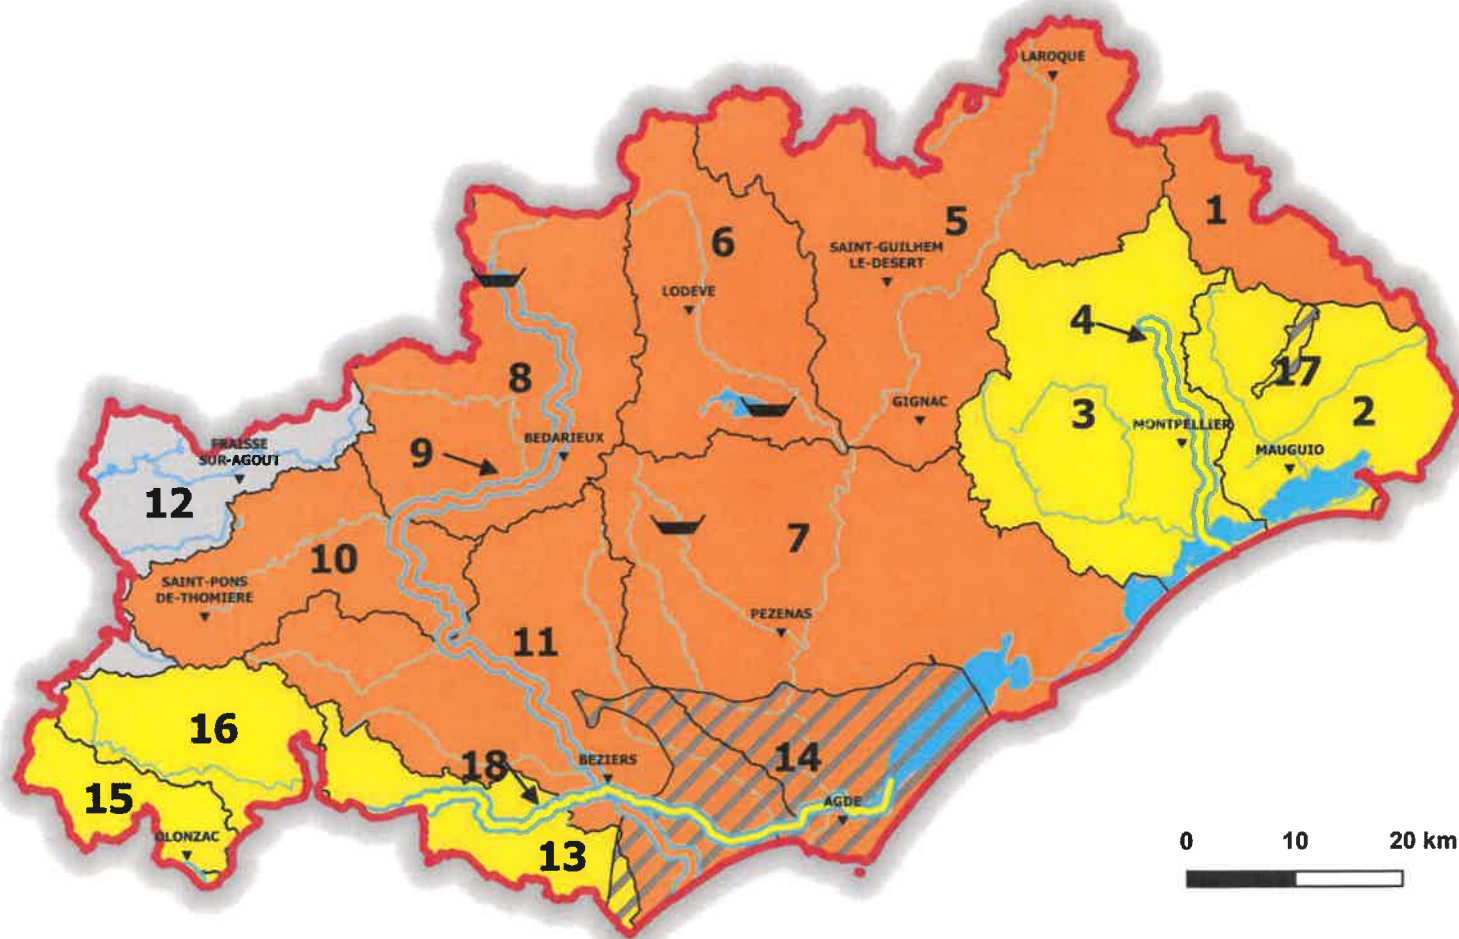 LAROQUE
1
5
6
SAINT-GUILHEM
LE-DESERT
LODEVE
4
8
17
GIGNAC
3
2
MONTPELLIER
BEDARIEUX
9
FRAISSE
SUR-AGOUT
MAUGUIO
12
7
10
SAINT-PONS
DE-THOMIERE
PEZENAS
11
16
14
18
BEZIERS
15
AGDE
OLONZAC
13
0 10 20 km